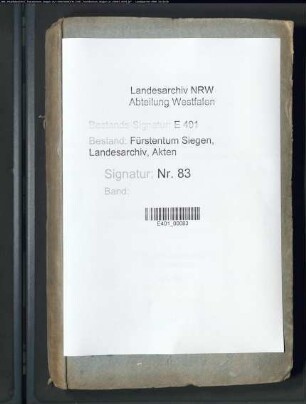 Landesarchiv NRW
Abteilung Westfalen
Bestands-Signatur: E 401
Bestand: Fürstentum Siegen,
Landesarchiv, Akten
Signatur: Nr. 83
Band:
E401_00083